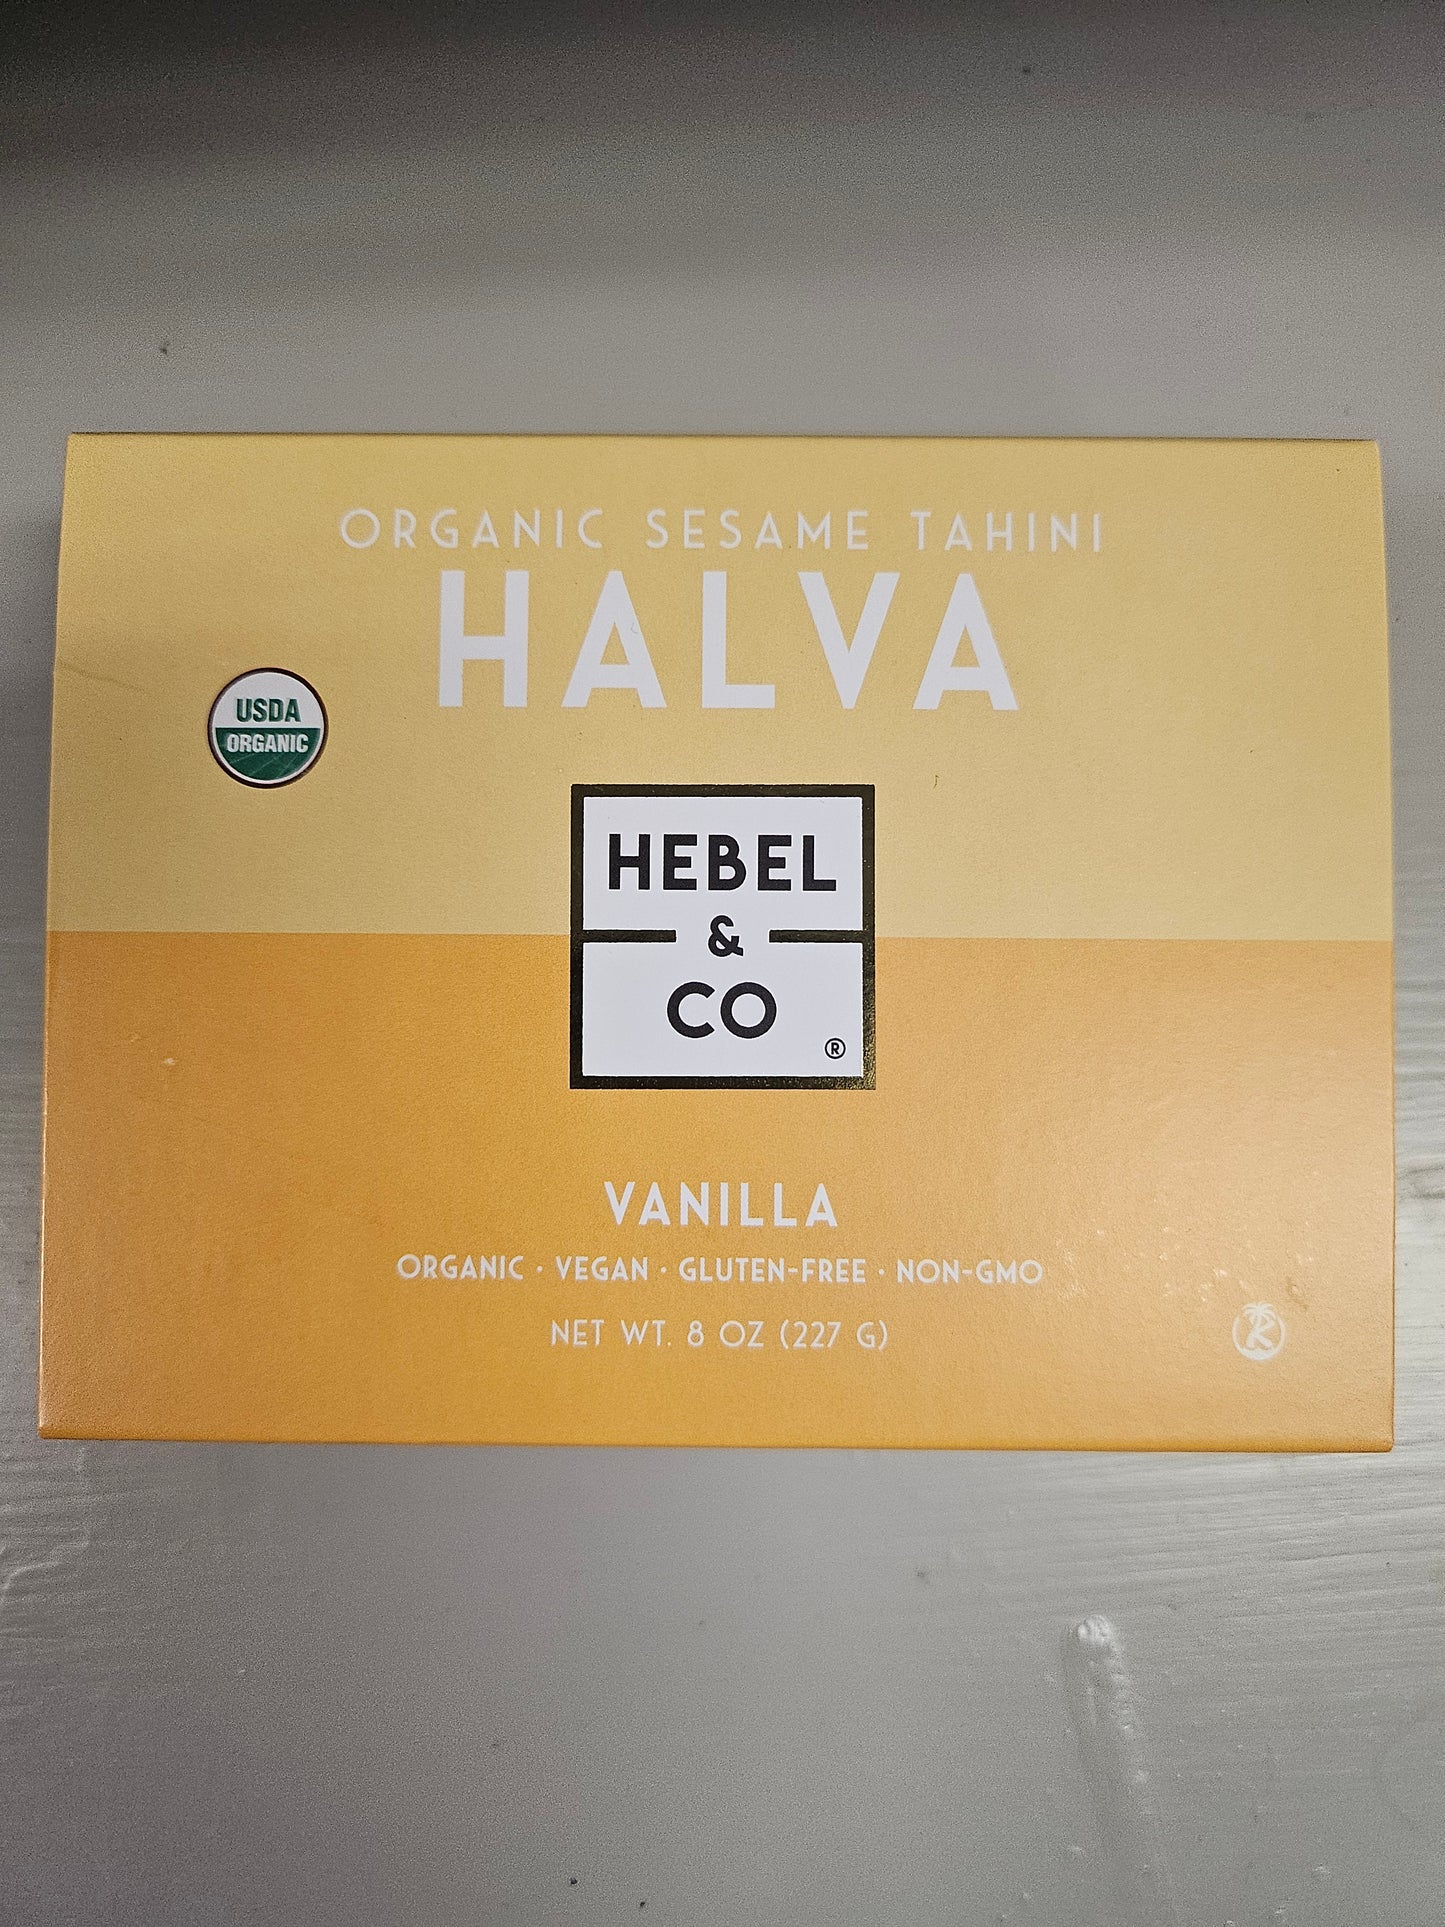 ORGANIC SESAME TAHINI
HALVA
USDA
ORGANIC
HEBEL
&
CO
®
VANILLA
ORGANIC · VEGAN · GLUTEN-FREE · NON-GMO
NET WT. 8 OZ (227 G)
K